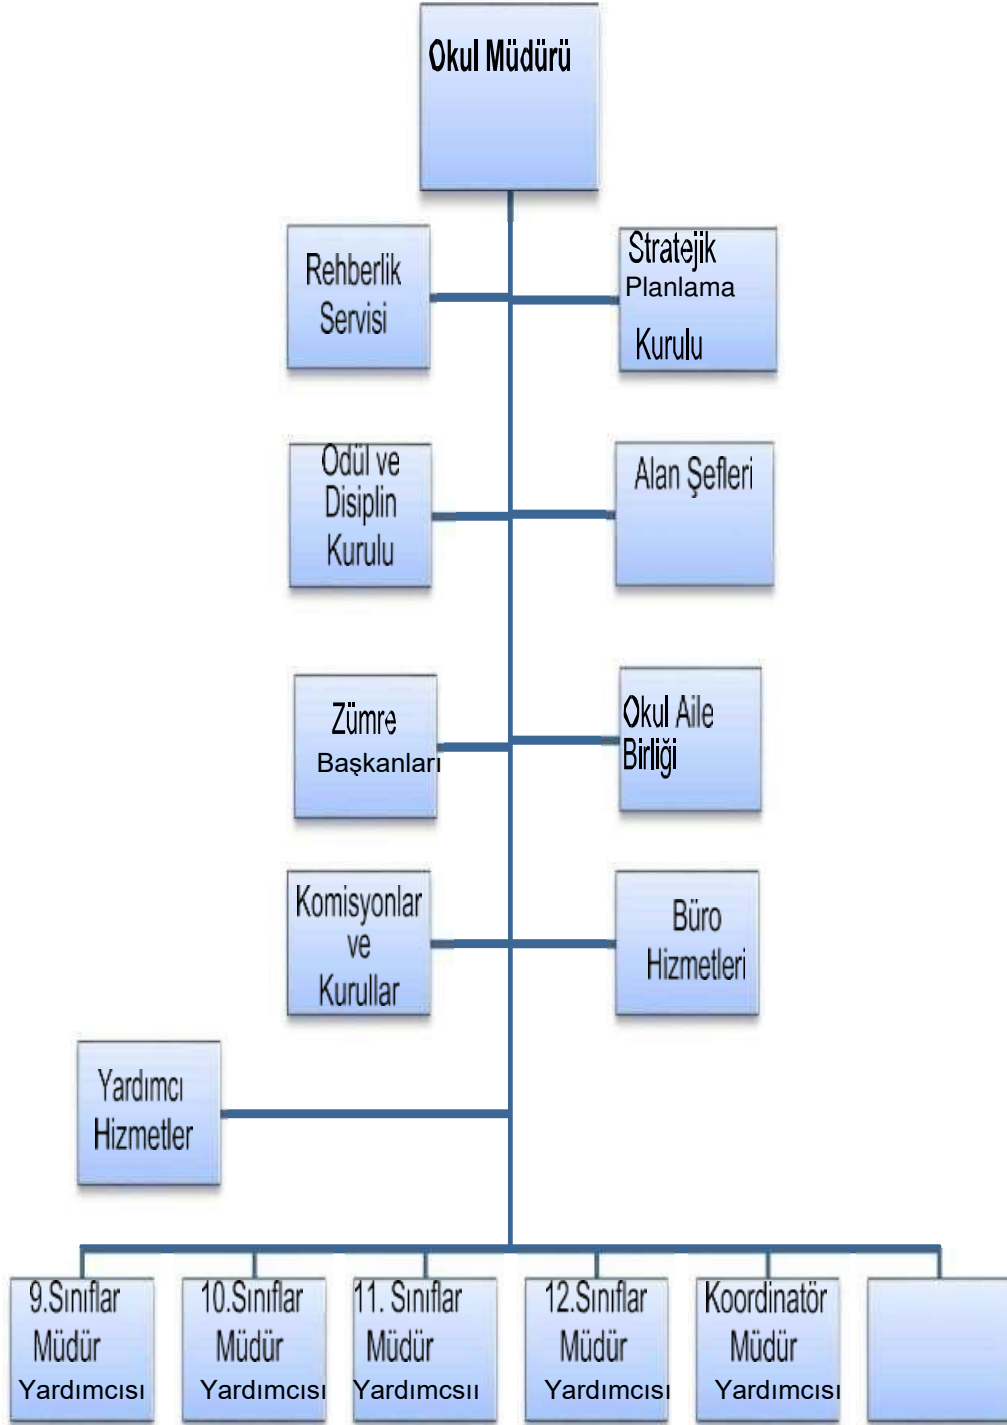 Okul Müdürü
Rehberlik
Servisi
Stratejik
Planlama
Kurulu
Odül ve
Disiplin
Kurulu
Alan Şefleri
Zümre
Başkanları
Okul Aile
Birliği
Komisyonlar
ve
Kurullar
Büro
Hizmetleri
Yardımcı
Hizmetler
9.Sınıflar
Müdür
Yardımcısı
10.Sınıflar
Müdür
Yardımcısı
11. Sınıflar
Müdür
Yardımcsıı
12.Sınıflar
Müdür
Yardımcısı
Koordinatör
Müdür
Yardımcısı